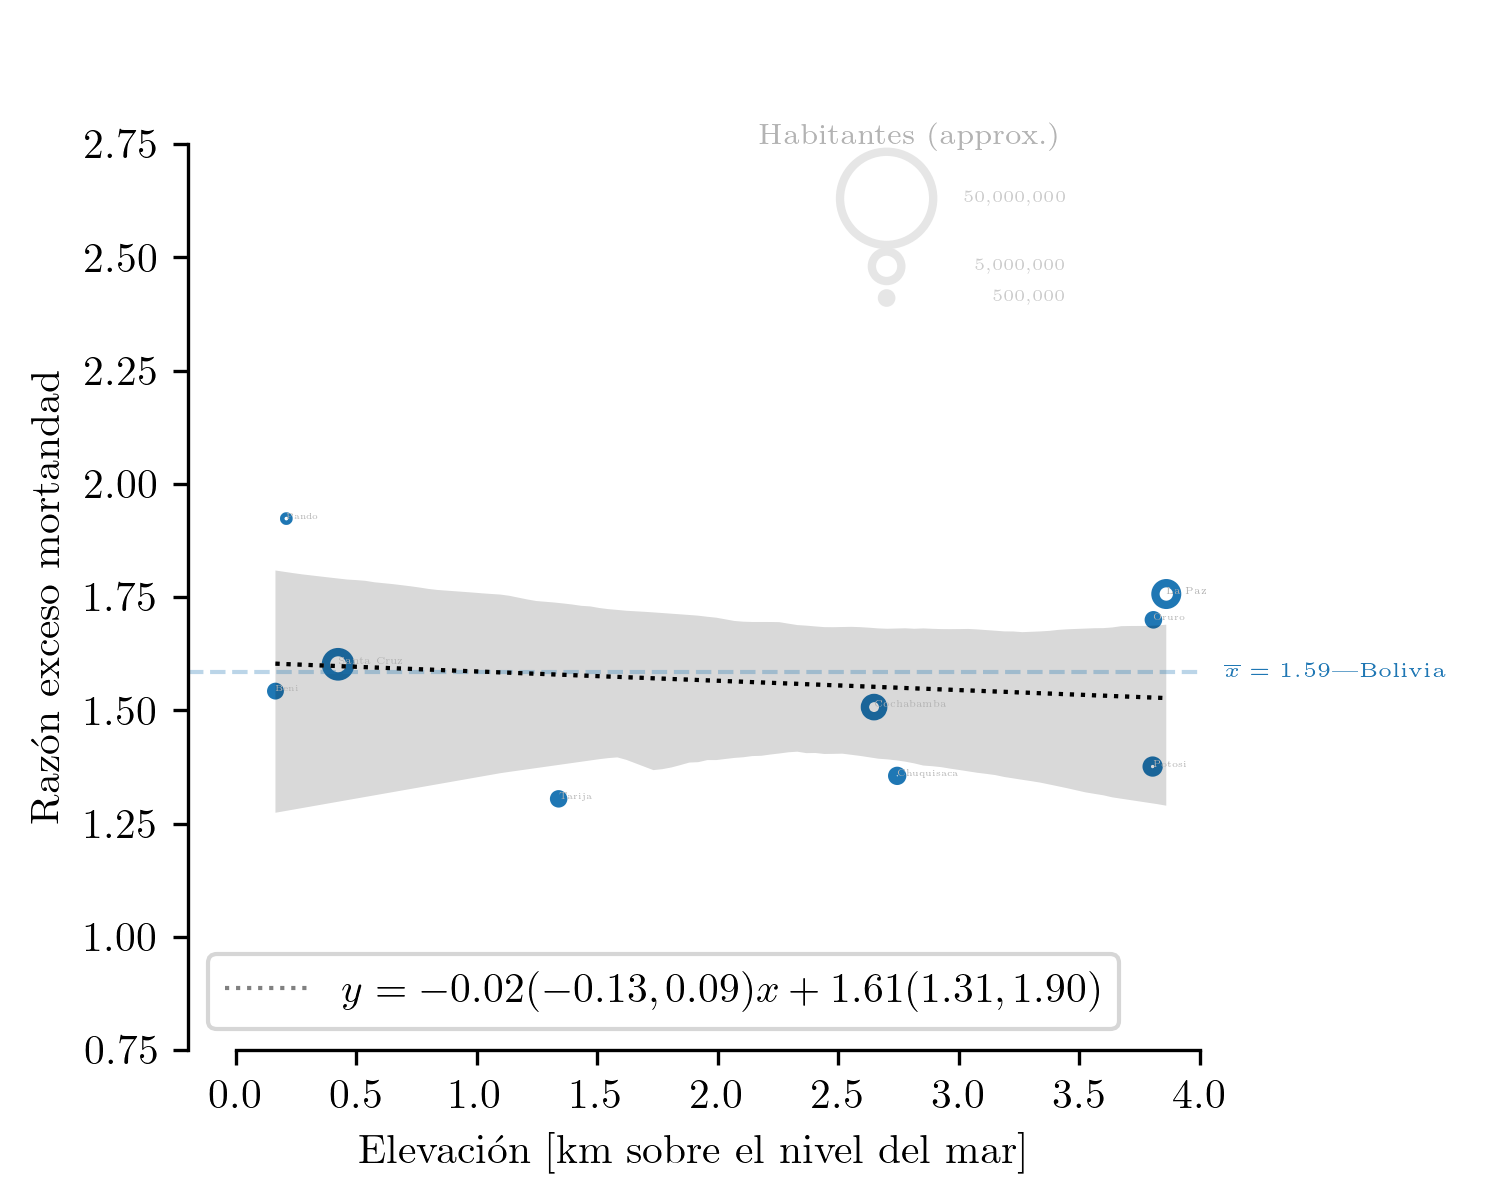 Habitantes (approx.)
50,000,000
5,000,000
500,000
Razón exceso mortandad
2.75
2.50
2.25
2.00
1.75
1.50
1.25
1.00
0.75
Pando
La Paz
Oruro
Santa Cruz
Beni
Cochabamba
Potosi
Chuquisaca
Tarija
x̅ = 1.59—Bolivia
y = −0.02(−0.13, 0.09)x + 1.61(1.31, 1.90)
0.0 0.5 1.0 1.5 2.0 2.5 3.0 3.5 4.0
Elevación [km sobre el nivel del mar]